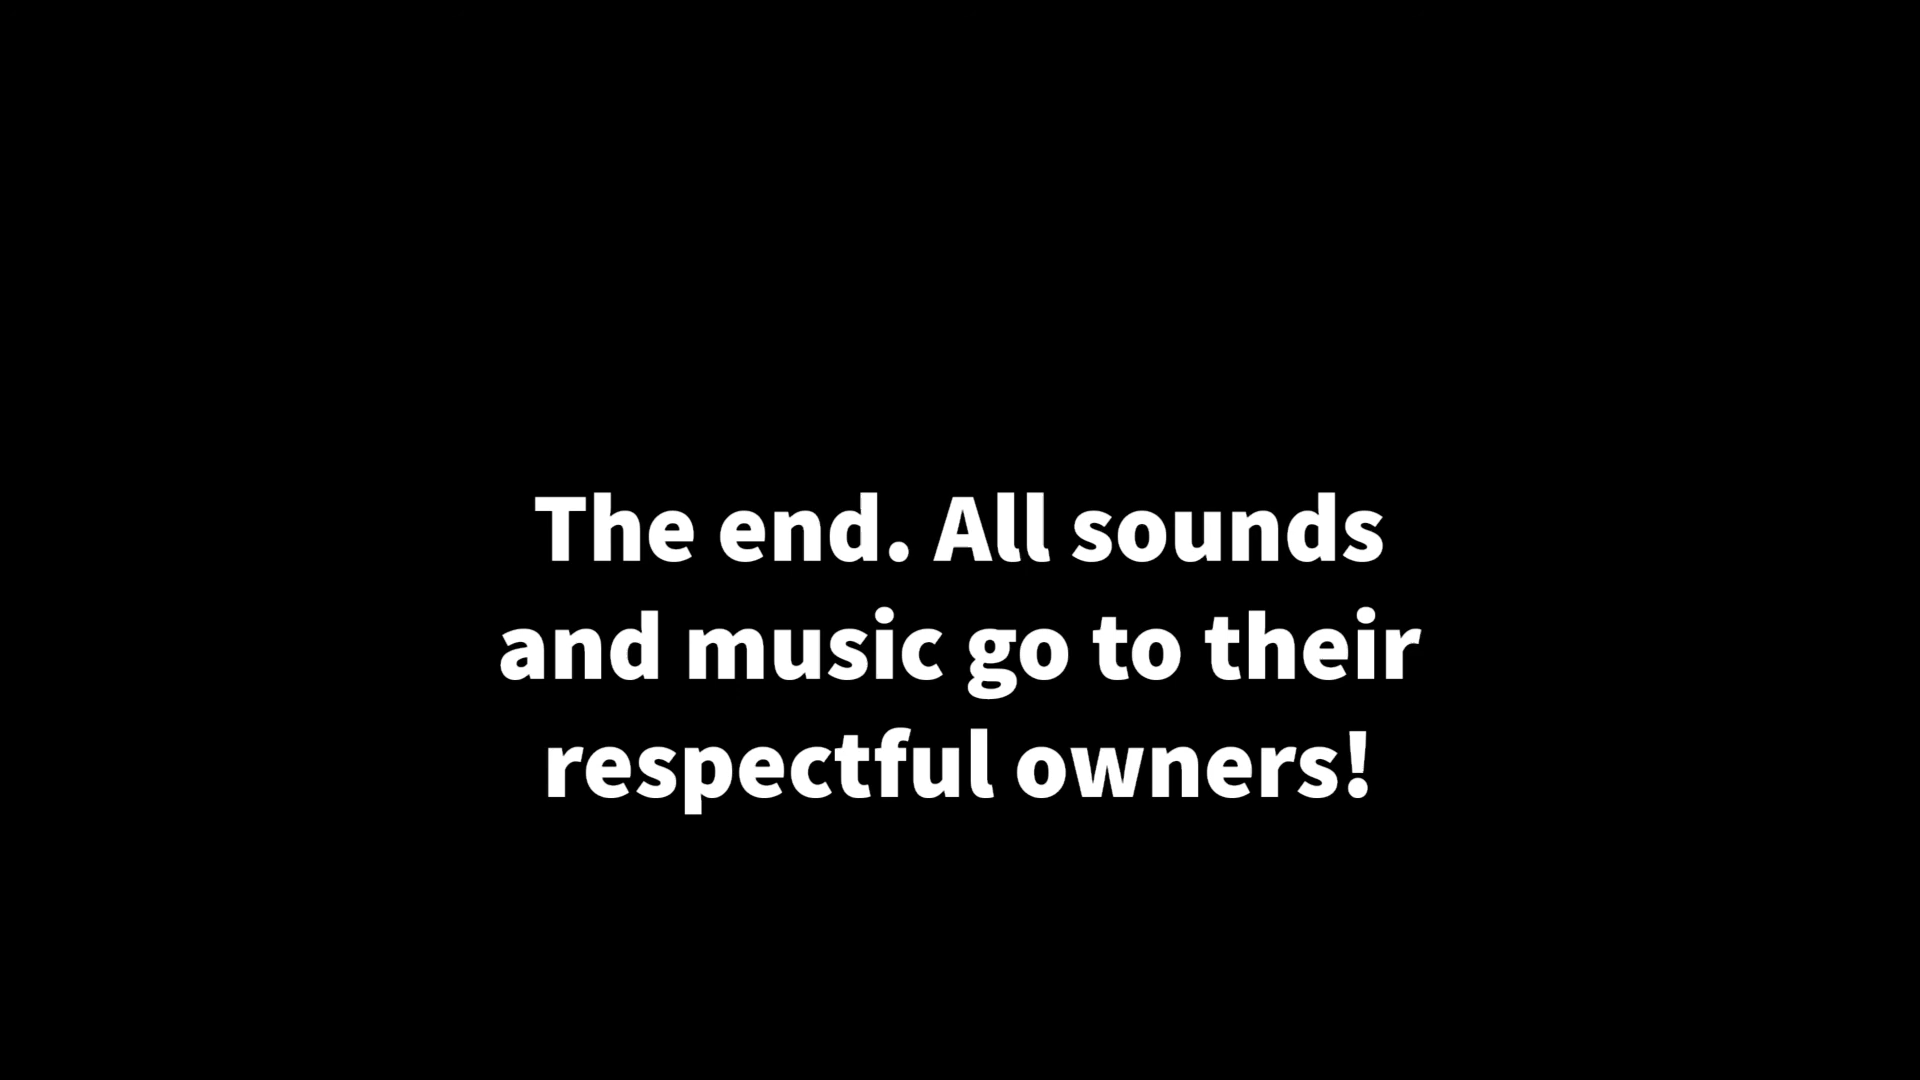 The end. All sounds
and music go to their
respectful owners!